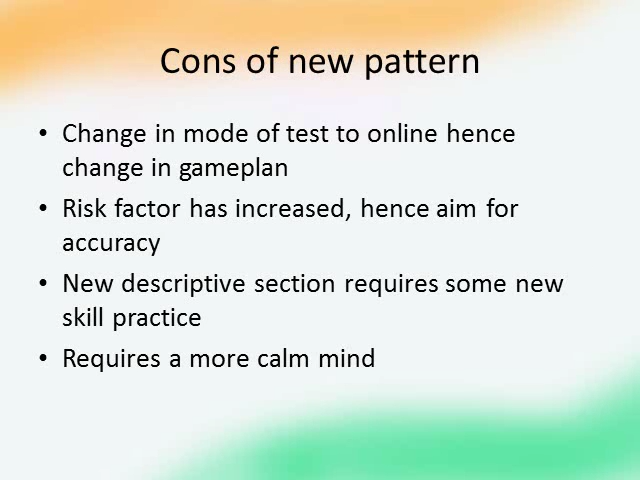 Cons of new pattern
• Change in mode of test to online hence
change in gameplan
• Risk factor has increased, hence aim for
accuracy
• New descriptive section requires some new
skill practice
• Requires a more calm mind